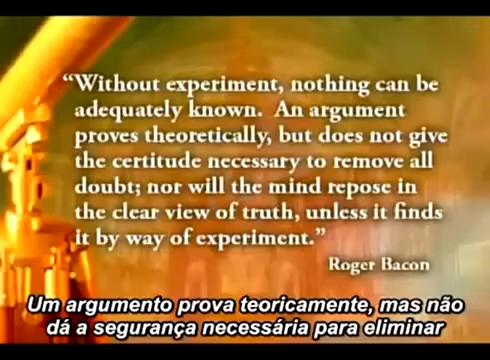 “Without experiment, nothing can be
adequately known. An argument
proves theoretically, but does not give
the certitude necessary to remove all
doubt; nor will the mind repose in
the clear view of truth, unless it finds
it by way of experiment.”
Roger Bacon
Um argumento prova teoricamente, mas não
dá a segurança necessária para eliminar